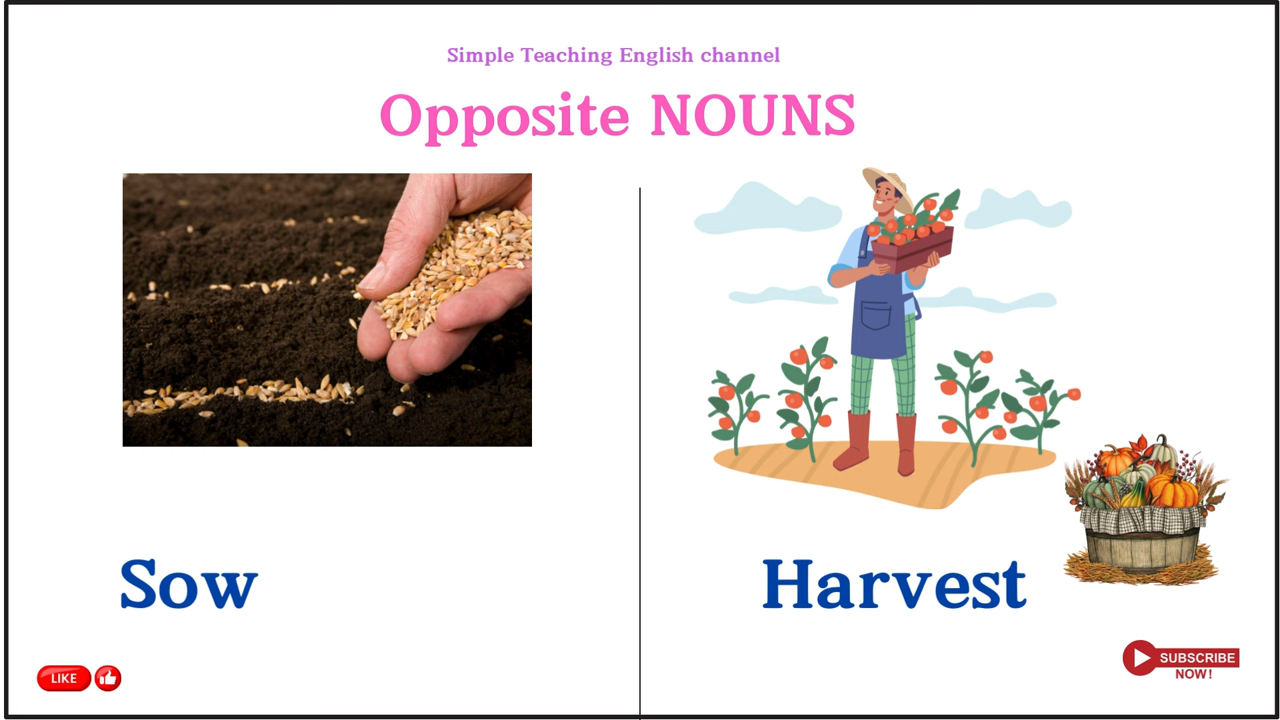 Simple Teaching English channel
Opposite NOUNS
Sow
Harvest
LIKE
SUBSCRIBE
NOW!